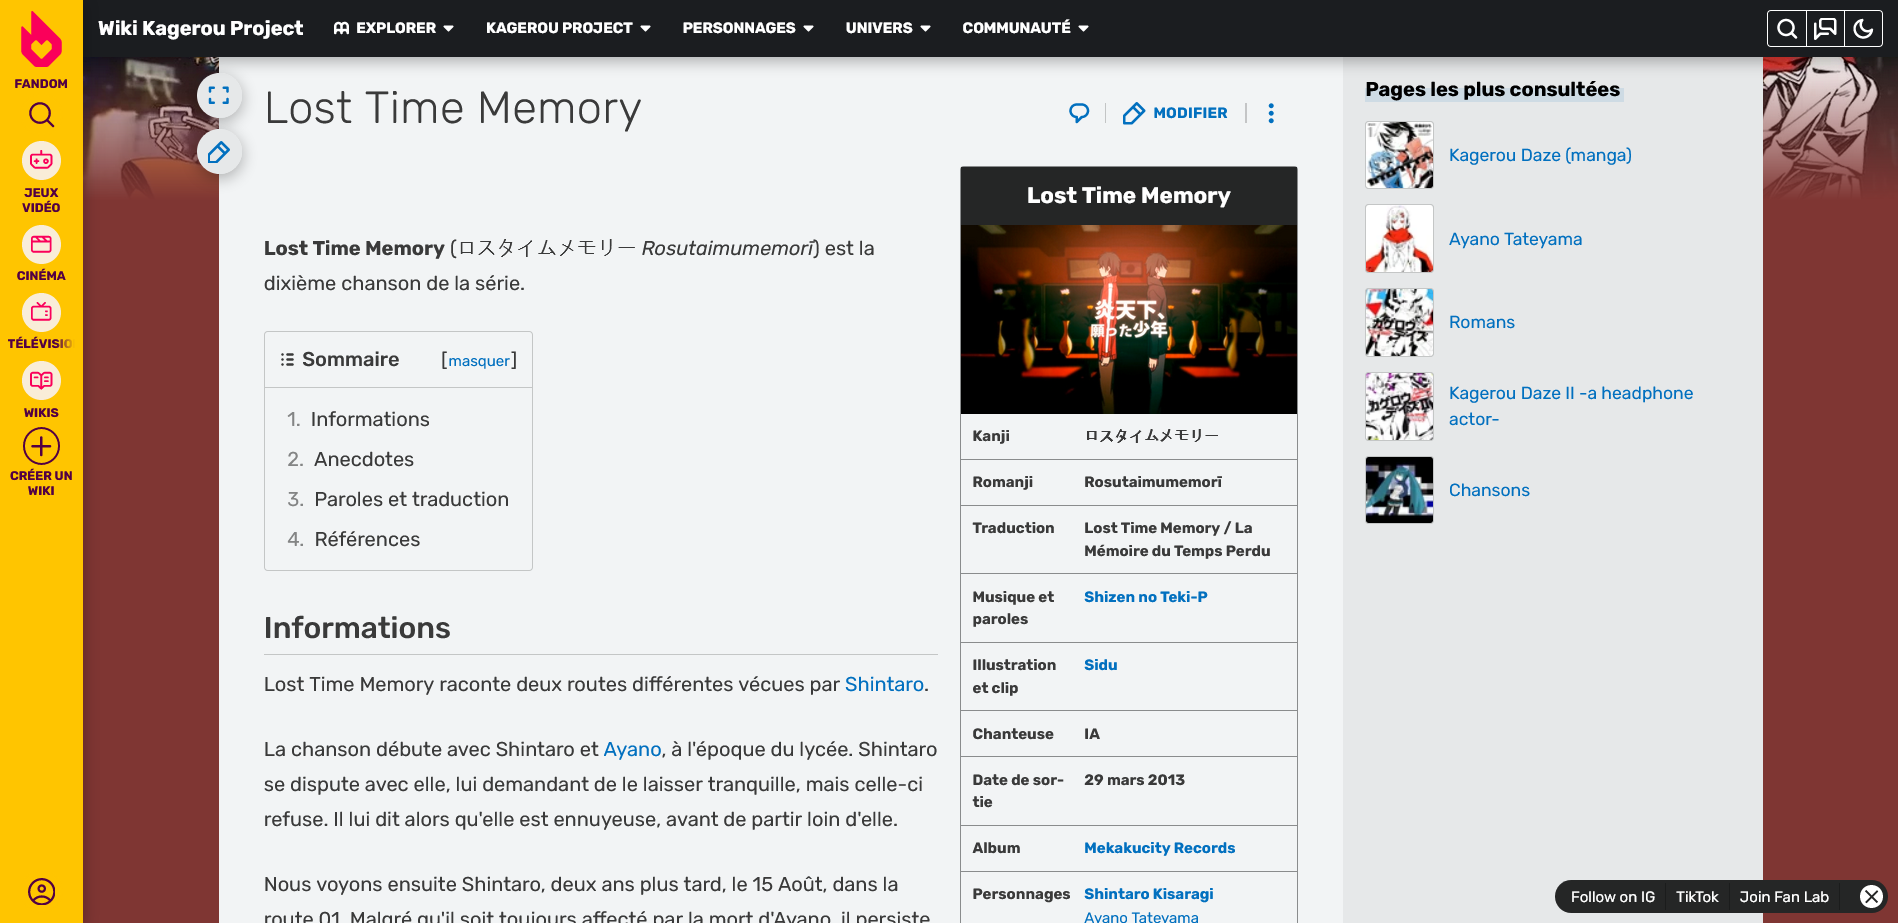 Wiki Kagerou Project
EXPLORER
KAGEROU PROJECT
PERSONNAGES
UNIVERS
COMMUNAUTÉ
FANDOM
JEUX
VIDÉO
CINÉMA
TÉLÉVISIO
WIKIS
CRÉER UN
WIKI
Lost Time Memory
MODIFIER
Lost Time Memory (ロスタイムメモリー Rosutaimumemorī) est la
dixième chanson de la série.
Sommaire [masquer]
1. Informations
2. Anecdotes
3. Paroles et traduction
4. Références
Informations
Lost Time Memory raconte deux routes différentes vécues par Shintaro.
La chanson débute avec Shintaro et Ayano, à l'époque du lycée. Shintaro
se dispute avec elle, lui demandant de le laisser tranquille, mais celle-ci
refuse. Il lui dit alors qu'elle est ennuyeuse, avant de partir loin d'elle.
Nous voyons ensuite Shintaro, deux ans plus tard, le 15 Août, dans la
route 01. Malgré qu'il soit toujours affecté par la mort d'Ayano, il persiste
Lost Time Memory
炎天下、
願った少年
Kanji ロスタイムメモリー
Romanji Rosutaimumemorī
Traduction Lost Time Memory / La
Mémoire du Temps Perdu
Musique et Shizen no Teki-P
paroles
Illustration Sidu
et clip
Chanteuse IA
Date de sor- 29 mars 2013
tie
Album Mekakucity Records
Personnages Shintaro Kisaragi
Ayano Tateyama
Pages les plus consultées
Kagerou Daze (manga)
Ayano Tateyama
Romans
Kagerou Daze II -a headphone
actor-
Chansons
Follow on IG
TikTok
Join Fan Lab